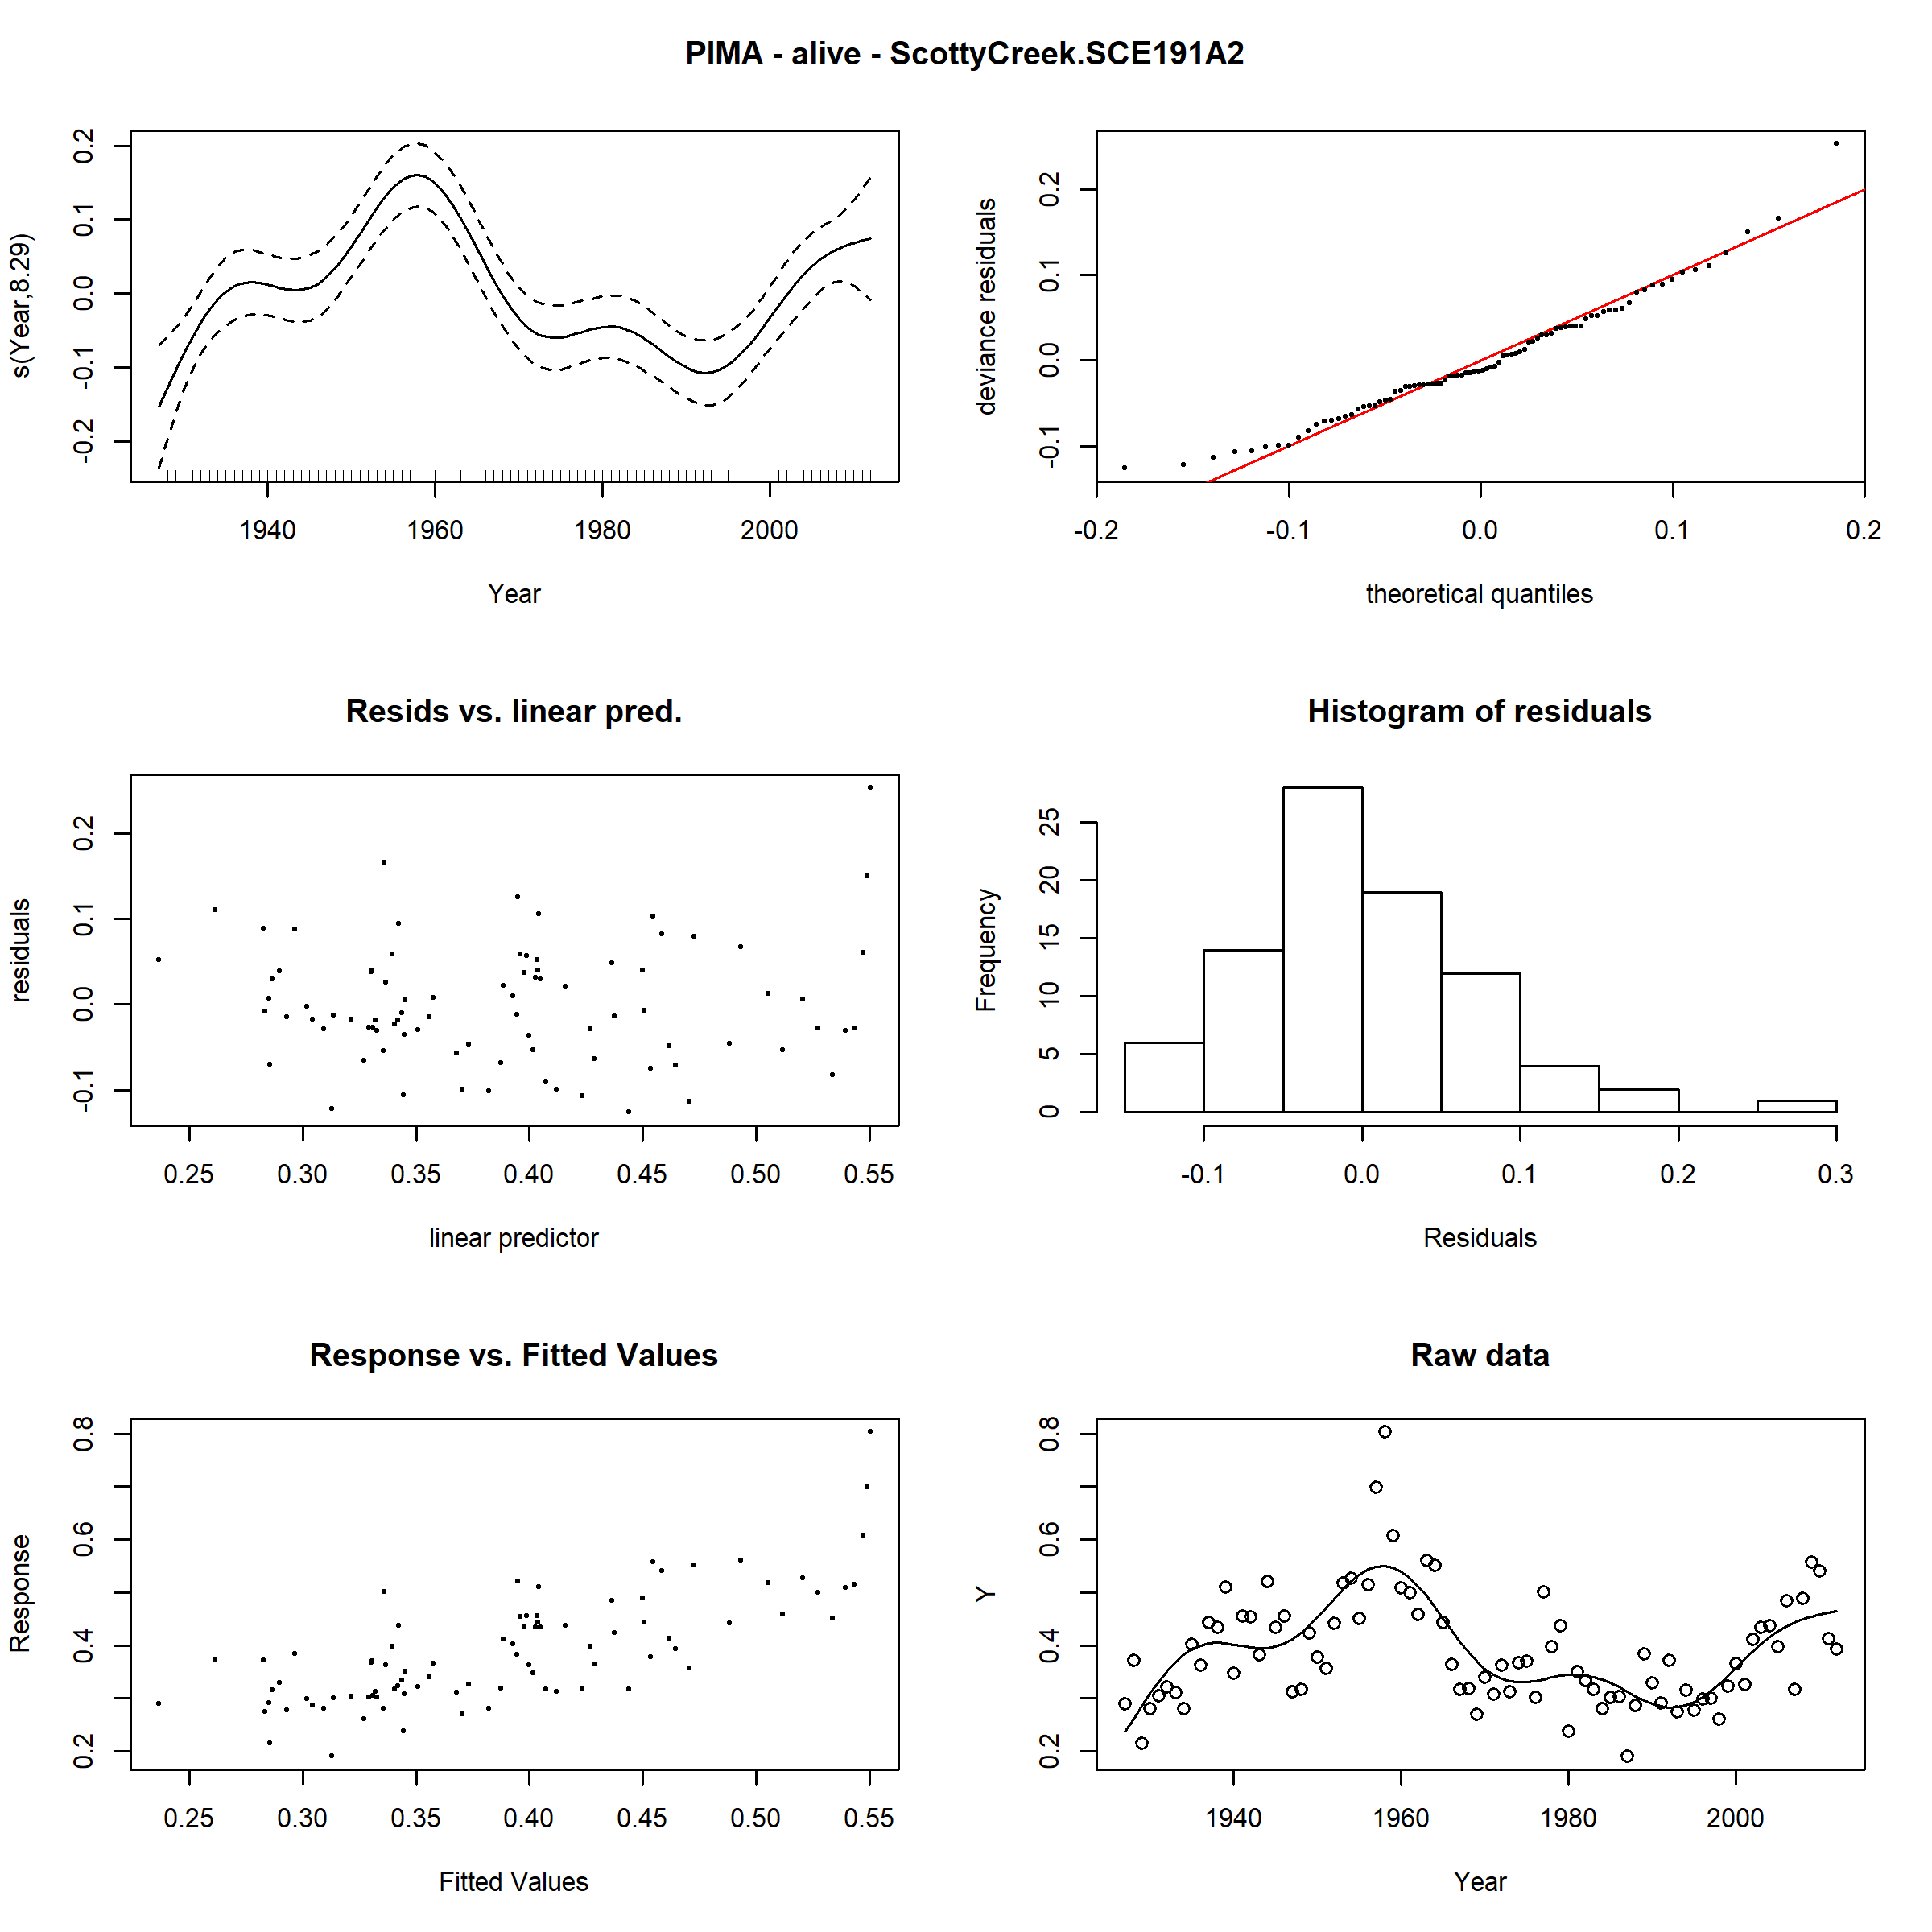 PIMA - alive - ScottyCreek.SCE191A2
s(Year,8.29)
0.2
0.1
0.0
-0.1
-0.2
1940 1960 1980 2000
Year
deviance residuals
0.2
0.1
0.0
-0.1
-0.2 -0.1 0.0 0.1 0.2
theoretical quantiles
Resids vs. linear pred.
residuals
0.2
0.1
0.0
-0.1
0.25 0.30 0.35 0.40 0.45 0.50 0.55
linear predictor
Histogram of residuals
Frequency
25
20
15
10
5
0
-0.1 0.0 0.1 0.2 0.3
Residuals
Response vs. Fitted Values
Response
0.8
0.6
0.4
0.2
0.25 0.30 0.35 0.40 0.45 0.50 0.55
Fitted Values
Raw data
Y
0.8
0.6
0.4
0.2
1940 1960 1980 2000
Year